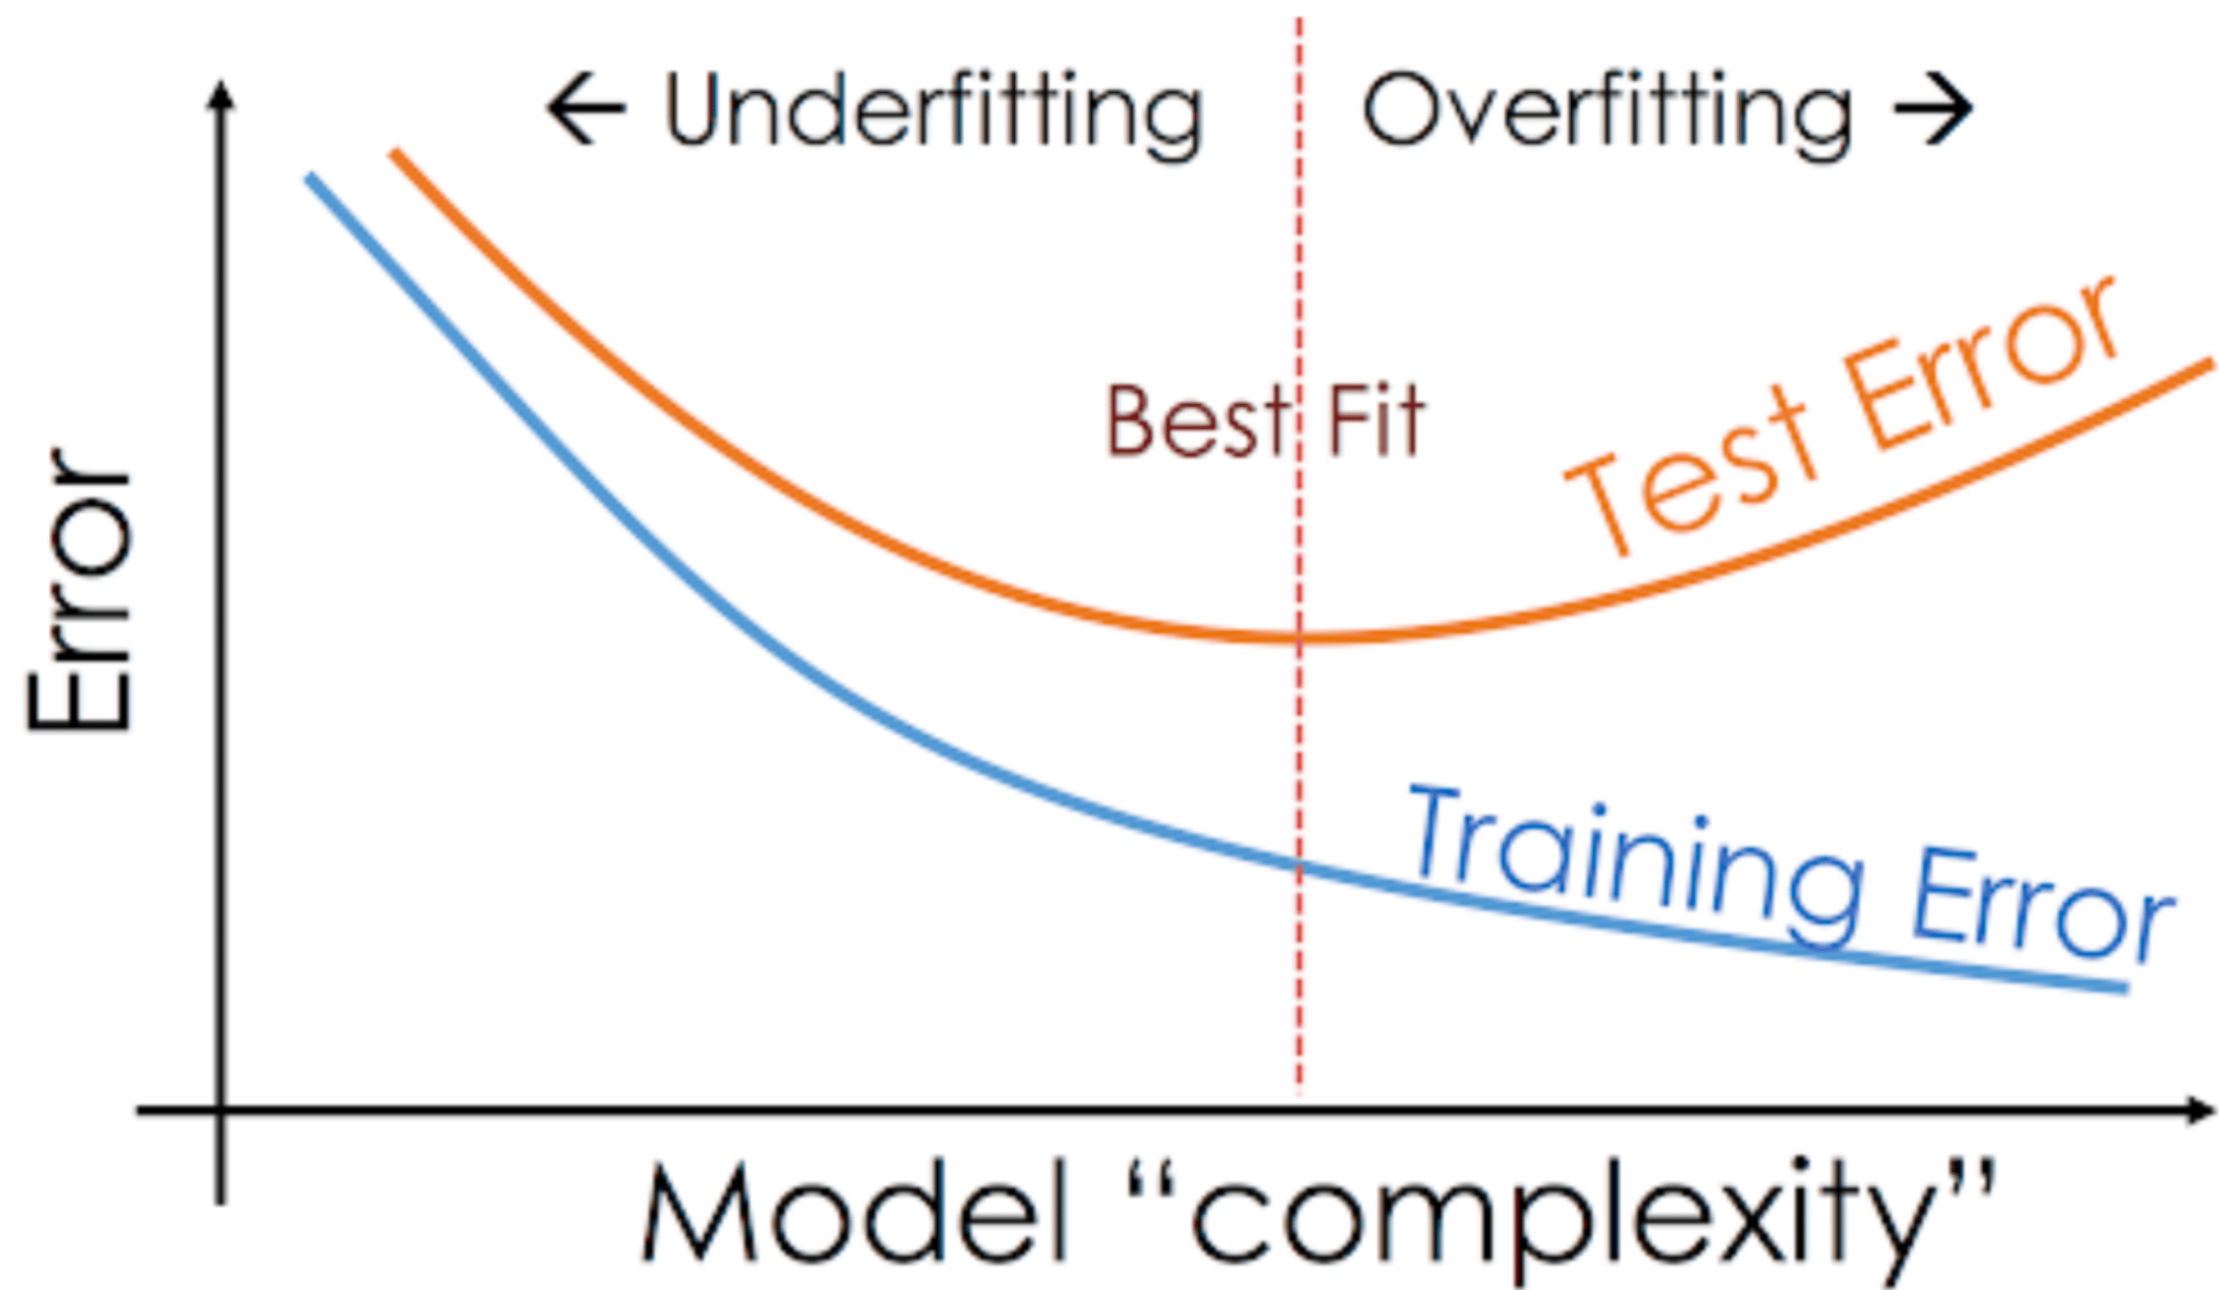 ← Underfitting
Overfitting →
Best Fit
Test Error
Training Error
Error
Model “complexity”